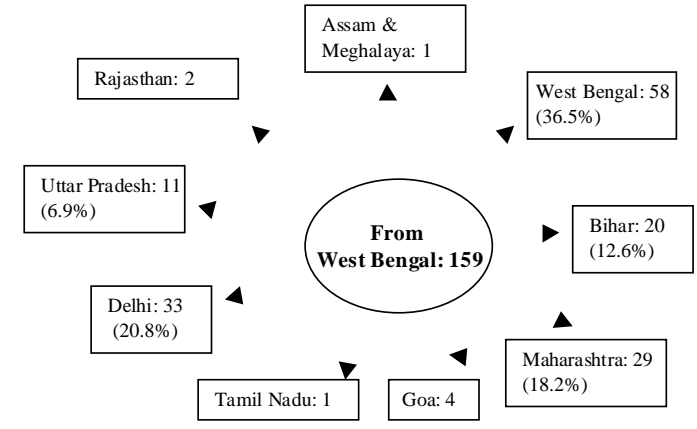 Assam &
Meghalaya: 1
Rajasthan: 2
West Bengal: 58
(36.5%)
Uttar Pradesh: 11
(6.9%)
From
West Bengal: 159
Bihar: 20
(12.6%)
Delhi: 33
(20.8%)
Maharashtra: 29
(18.2%)
Tamil Nadu: 1
Goa: 4